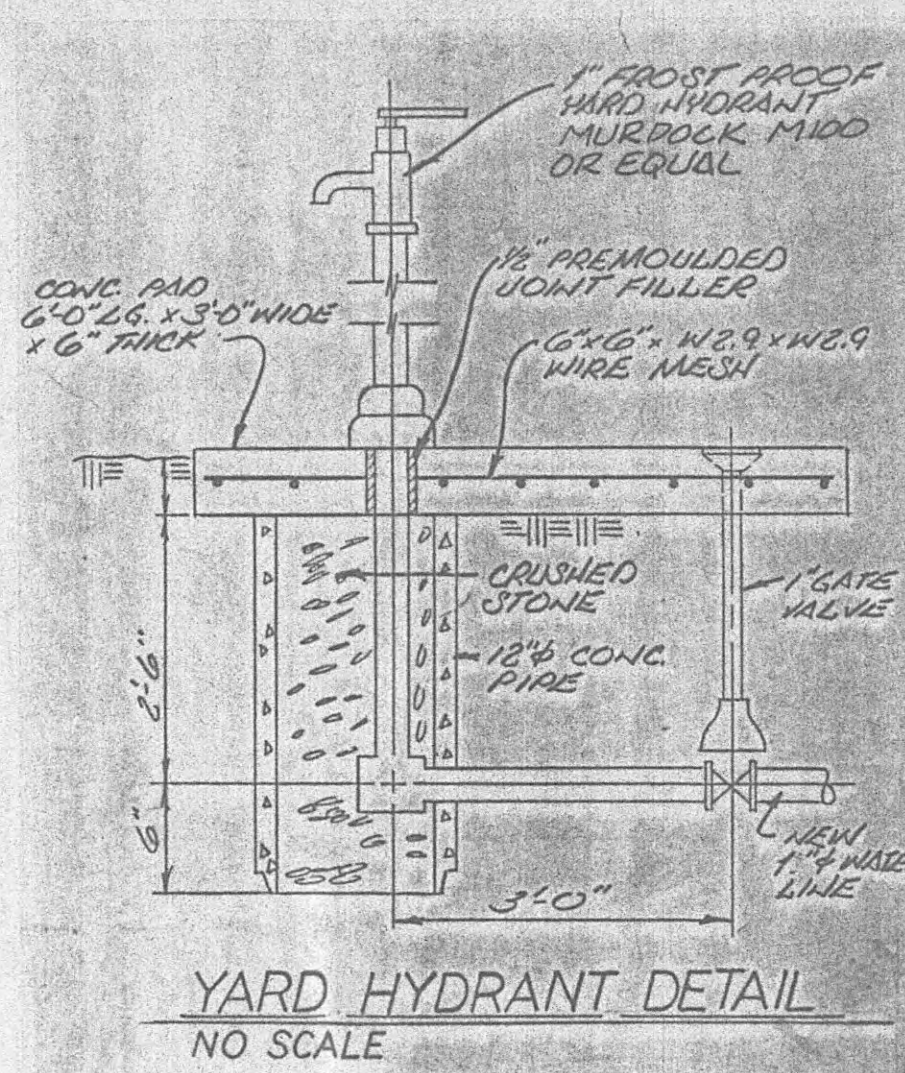 1" FROST PROOF
YARD HYDRANT
MURDOCK M100
OR EQUAL
1/2" PREMOULDED
JOINT FILLER
CONC. PAD
6'-0" LG. x 3'-0" WIDE
x 6" THICK
6"x6" x W2.9 x W2.9
WIRE MESH
CRUSHED
STONE
1" GATE
VALVE
12"ϕ CONC.
PIPE
2'-6"
6"
NEW
1"ϕ WATE
LINE
3'-0"
YARD HYDRANT DETAIL
NO SCALE